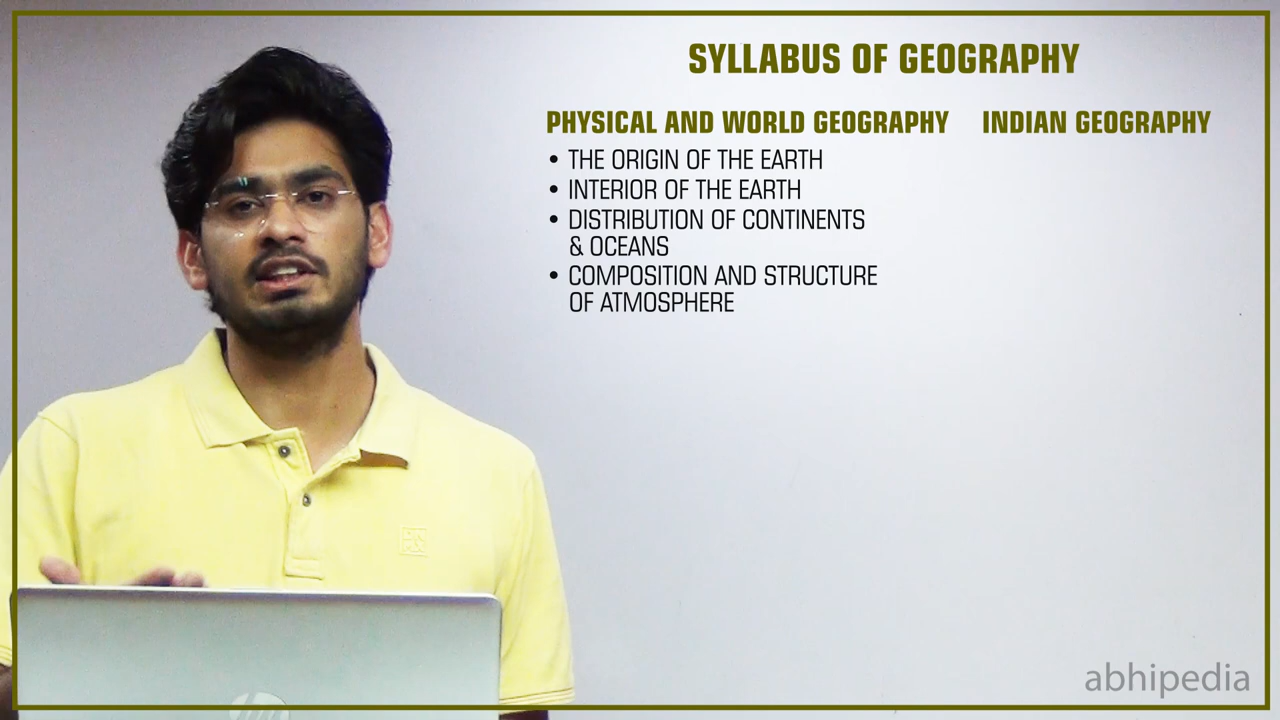 SYLLABUS OF GEOGRAPHY
PHYSICAL AND WORLD GEOGRAPHY
INDIAN GEOGRAPHY
• THE ORIGIN OF THE EARTH
• INTERIOR OF THE EARTH
• DISTRIBUTION OF CONTINENTS
& OCEANS
• COMPOSITION AND STRUCTURE
OF ATMOSPHERE
hp
abhipedia